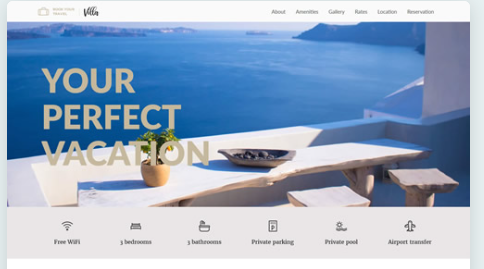 Villa
About Amenities Gallery Rates Location Reservation
YOUR
PERFECT
VACATION
Free WiFi 3 bedrooms 3 bathrooms Private parking Private pool Airport transfer